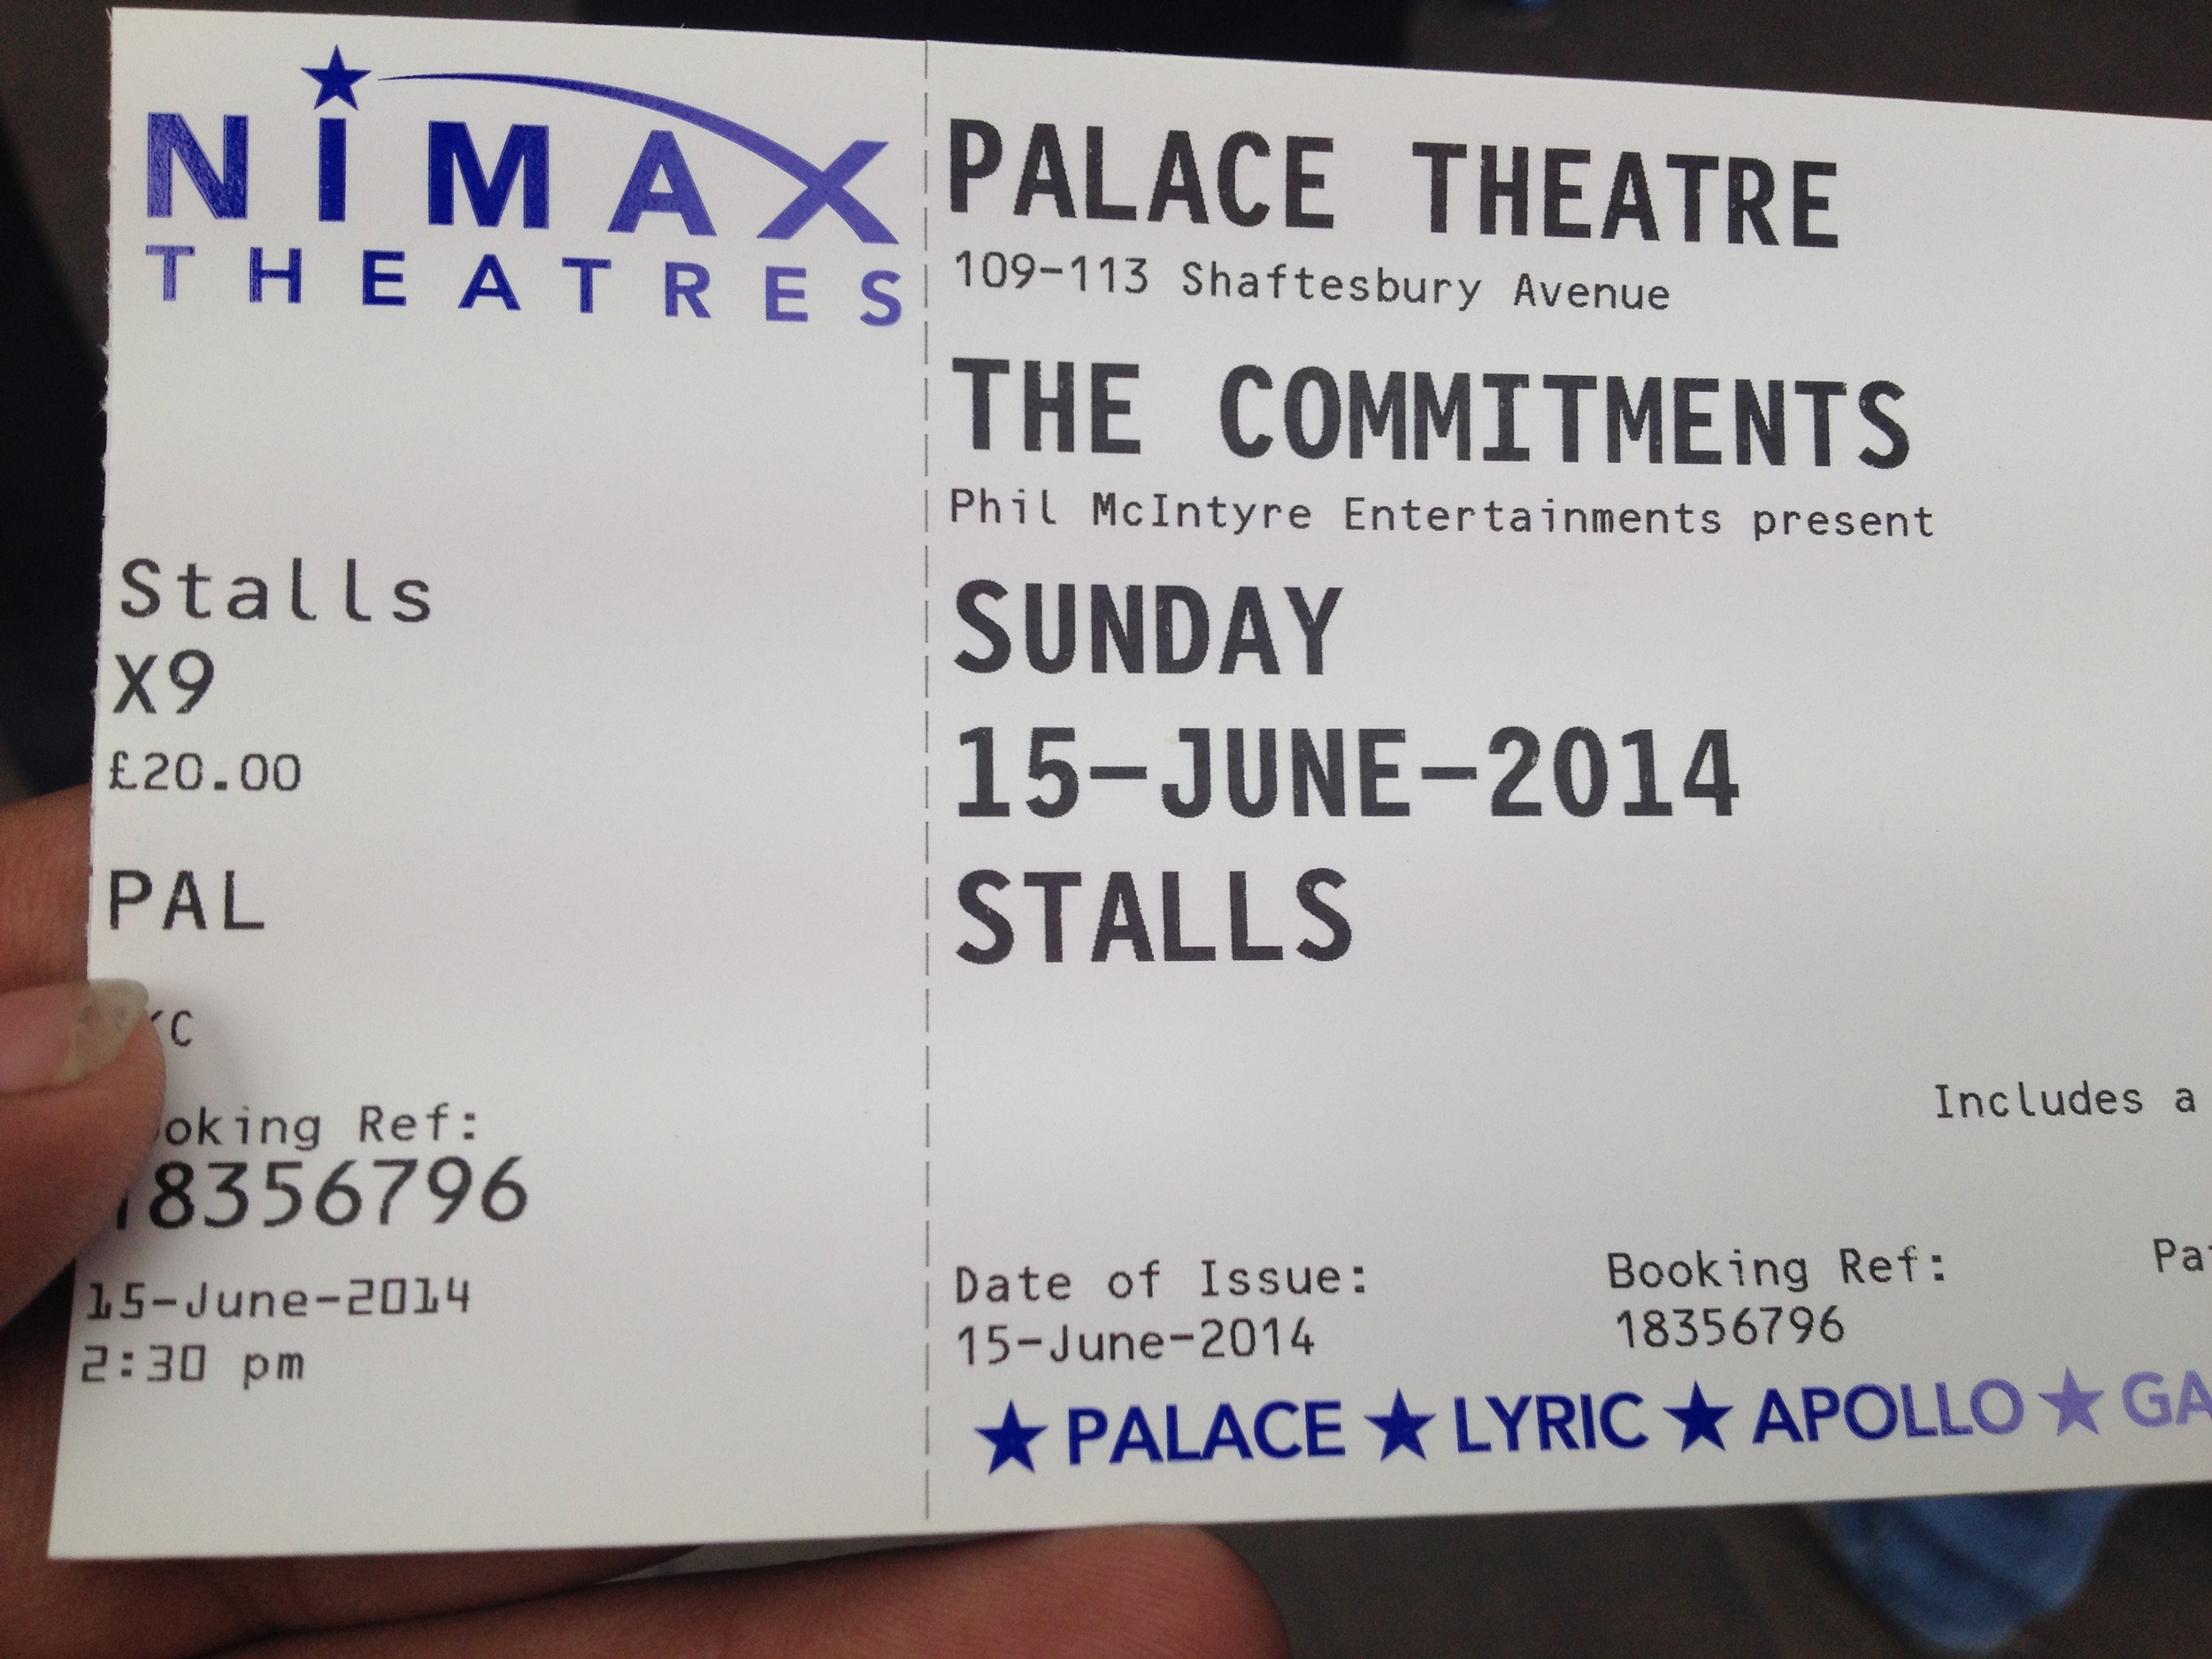 NIMAX
THEATRES
Stalls
X9
£20.00
PAL
Booking Ref:
18356796
15-June-2014
2:30 pm
PALACE THEATRE
109-113 Shaftesbury Avenue
THE COMMITMENTS
Phil McIntyre Entertainments present
SUNDAY
15-JUNE-2014
STALLS
Includes a
Date of Issue:
15-June-2014
Booking Ref:
18356796
★ PALACE ★ LYRIC ★ APOLLO ★